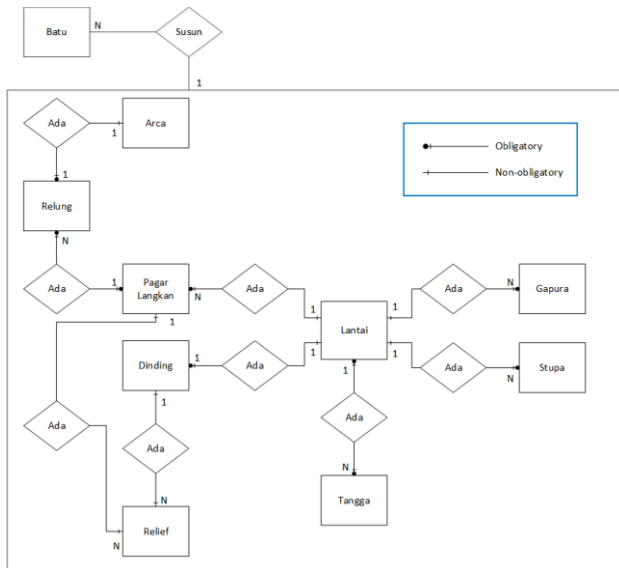 Batu
N
Susun
1
Ada
1
Arca
1
Relung
N
Ada
1
Pagar
Langkan
N
Ada
1
1
Ada
N
Gapura
Lantai
1
Dinding
1
Ada
1
1
Ada
N
Stupa
1
1
Ada
Ada
Ada
N
N
Relief
N
Tangga
Obligatory
Non-obligatory